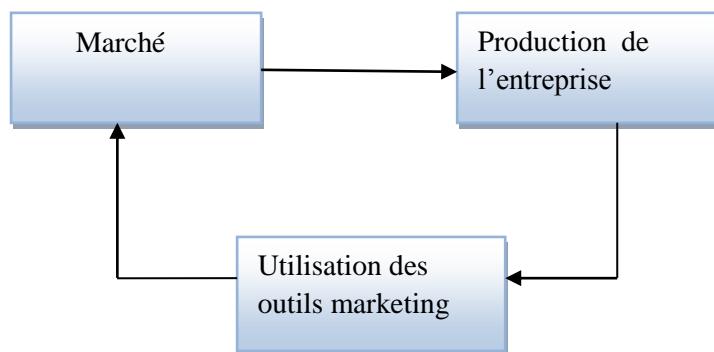 Marché
Production de
l’entreprise
Utilisation des
outils marketing